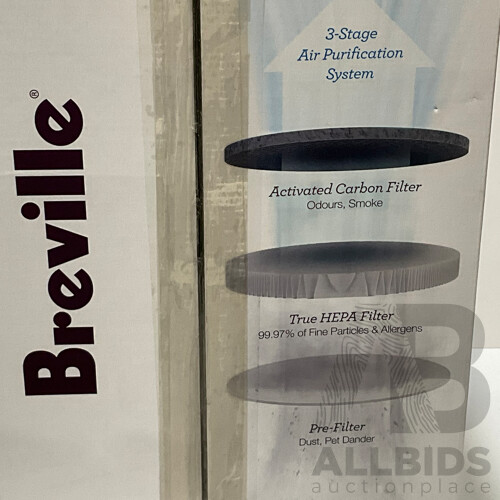 Breville®
3-Stage
Air Purification
System
Activated Carbon Filter
Odours, Smoke
True HEPA Filter
99.97% of Fine Particles & Allergens
Pre-Filter
Dust, Pet Dander
B
ALLBIDS
auctionplace